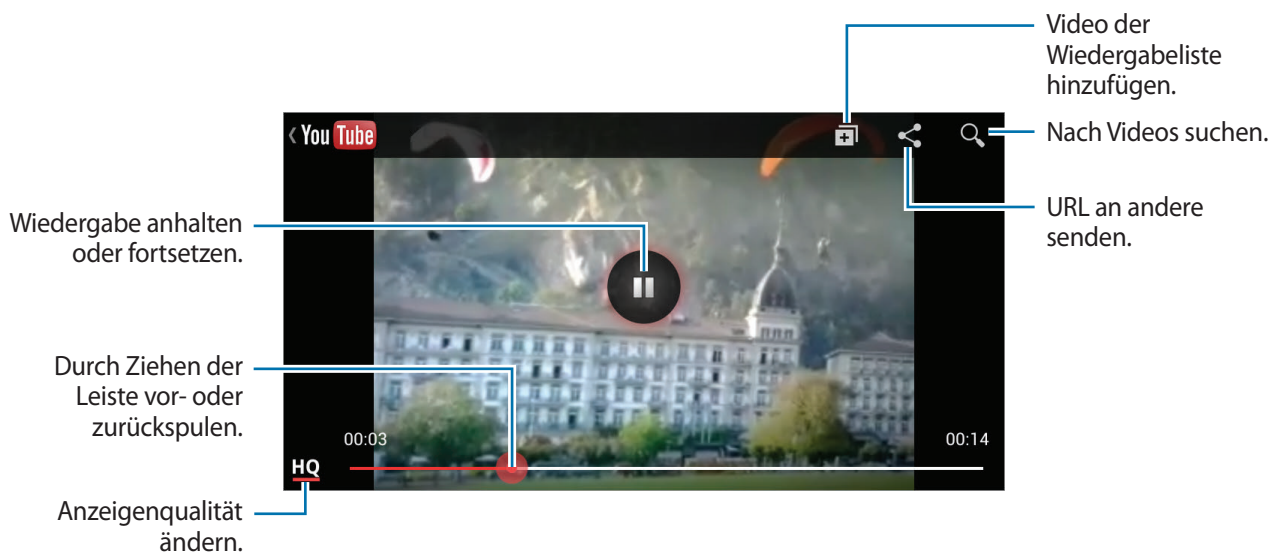 Video der
Wiedergabeliste
hinzufügen.
You Tube
Nach Videos suchen.
URL an andere
senden.
Wiedergabe anhalten
oder fortsetzen.
Durch Ziehen der
Leiste vor- oder
zurückspulen.
00:03
00:14
HQ
Anzeigenqualität
ändern.